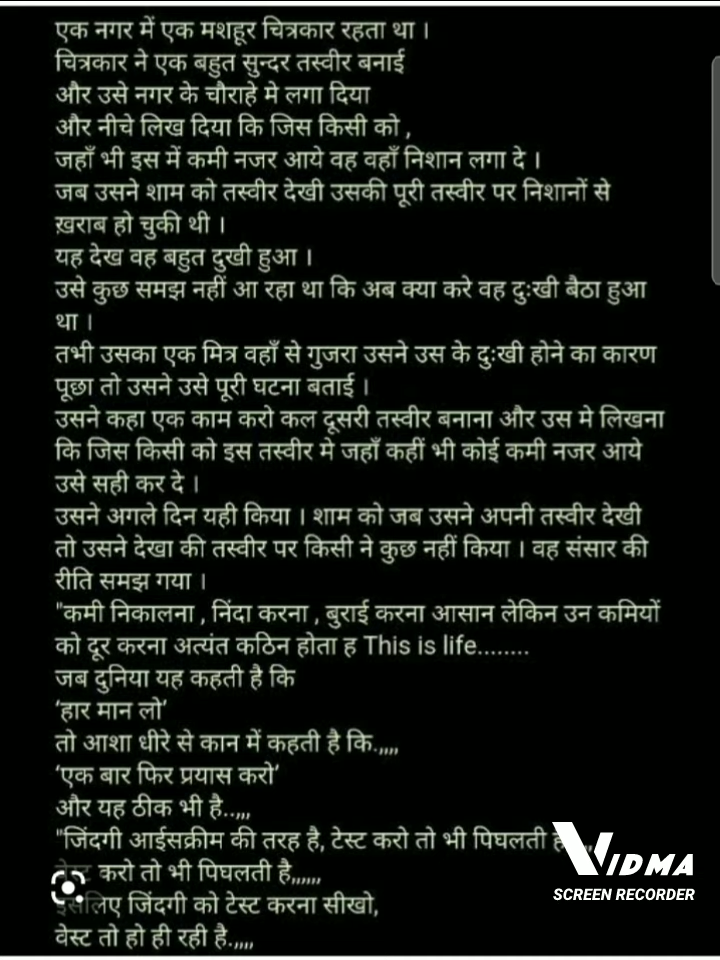 एक नगर में एक मशहूर चित्रकार रहता था ।
चित्रकार ने एक बहुत सुन्दर तस्वीर बनाई
और उसे नगर के चौराहे मे लगा दिया
और नीचे लिख दिया कि जिस किसी को ,
जहाँ भी इस में कमी नजर आये वह वहाँ निशान लगा दे ।
जब उसने शाम को तस्वीर देखी उसकी पूरी तस्वीर पर निशानों से
ख़राब हो चुकी थी ।
यह देख वह बहुत दुखी हुआ ।
उसे कुछ समझ नहीं आ रहा था कि अब क्या करे वह दुःखी बैठा हुआ
था ।
तभी उसका एक मित्र वहाँ से गुजरा उसने उस के दुःखी होने का कारण
पूछा तो उसने उसे पूरी घटना बताई ।
उसने कहा एक काम करो कल दूसरी तस्वीर बनाना और उस मे लिखना
कि जिस किसी को इस तस्वीर मे जहाँ कहीं भी कोई कमी नजर आये
उसे सही कर दे ।
उसने अगले दिन यही किया । शाम को जब उसने अपनी तस्वीर देखी
तो उसने देखा की तस्वीर पर किसी ने कुछ नहीं किया । वह संसार की
रीति समझ गया ।
"कमी निकालना , निंदा करना , बुराई करना आसान लेकिन उन कमियों
को दूर करना अत्यंत कठिन होता ह This is life........
जब दुनिया यह कहती है कि
'हार मान लो'
तो आशा धीरे से कान में कहती है कि.,,,,
'एक बार फिर प्रयास करो'
और यह ठीक भी है..,,,
"जिंदगी आईसक्रीम की तरह है, टेस्ट करो तो भी पिघलती
करो तो भी पिघलती है,,,,,,
जिंदगी को टेस्ट करना सीखो,
वेस्ट तो हो ही रही है.,,,,
VIDMA
SCREEN RECORDER